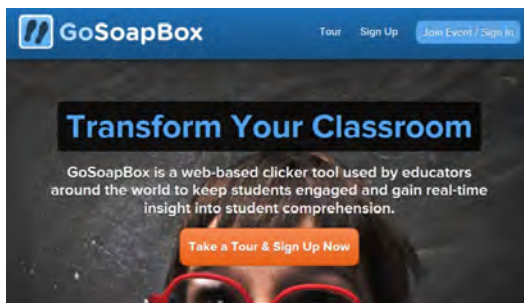 GoSoapBox
Tour Sign Up Join Event / Sign In
Transform Your Classroom
GoSoapBox is a web-based clicker tool used by educators
around the world to keep students engaged and gain real-time
insight into student comprehension.
Take a Tour & Sign Up Now